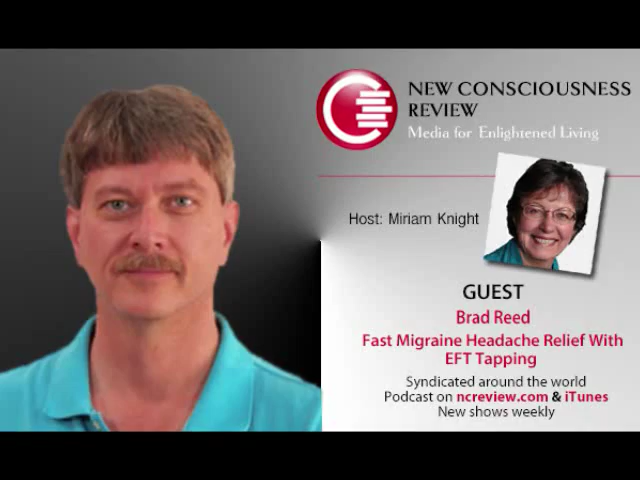 NEW CONSCIOUSNESS
REVIEW
Media for Enlightened Living
Host: Miriam Knight
GUEST
Brad Reed
Fast Migraine Headache Relief With
EFT Tapping
Syndicated around the world
Podcast on ncreview.com & iTunes
New shows weekly